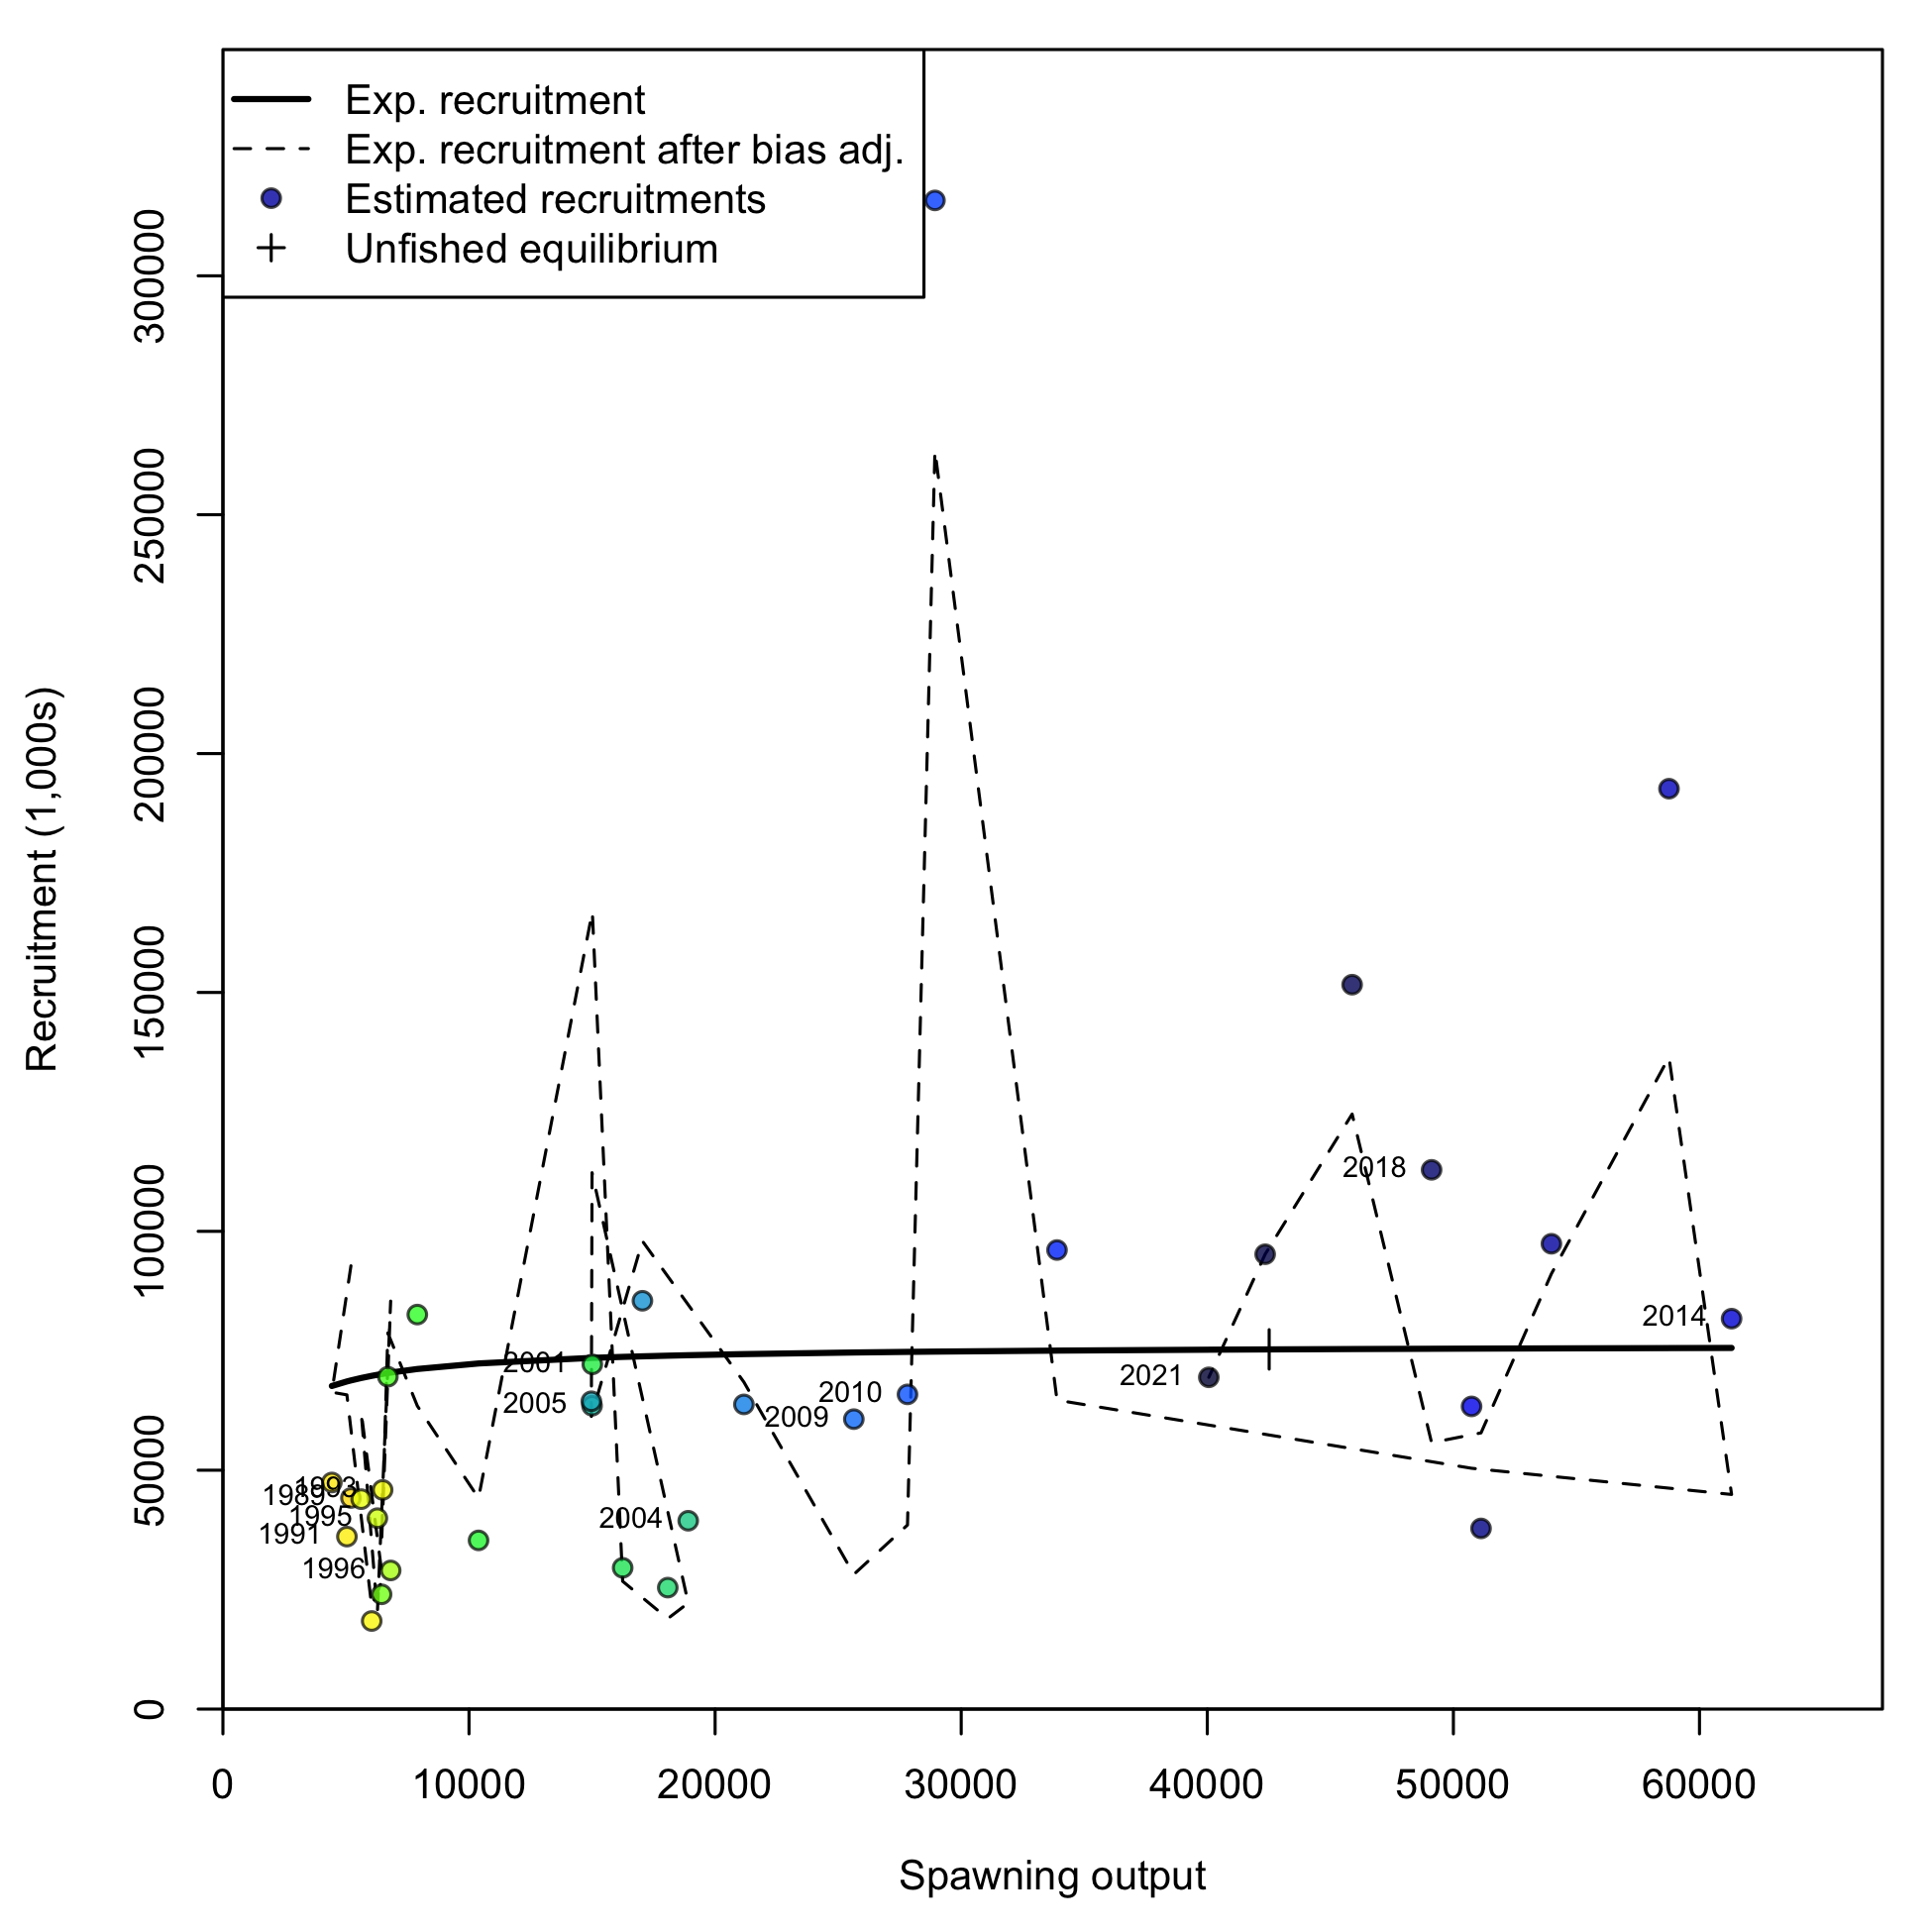 Exp. recruitment
Exp. recruitment after bias adj.
Estimated recruitments
Unfished equilibrium
300000
250000
200000
150000
100000
50000
0
Recruitment (1,000s)
2018
2014
2001
2021
2010
2005
2009
1993
1989
1995
2004
1991
1996
0 10000 20000 30000 40000 50000 60000
Spawning output